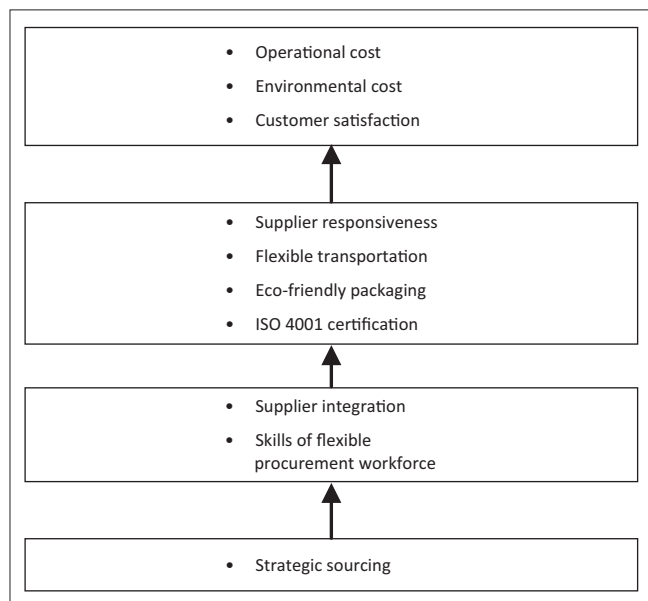 • Operational cost
• Environmental cost
• Customer satisfaction
• Supplier responsiveness
• Flexible transportation
• Eco-friendly packaging
• ISO 4001 certification
• Supplier integration
• Skills of flexible
procurement workforce
• Strategic sourcing